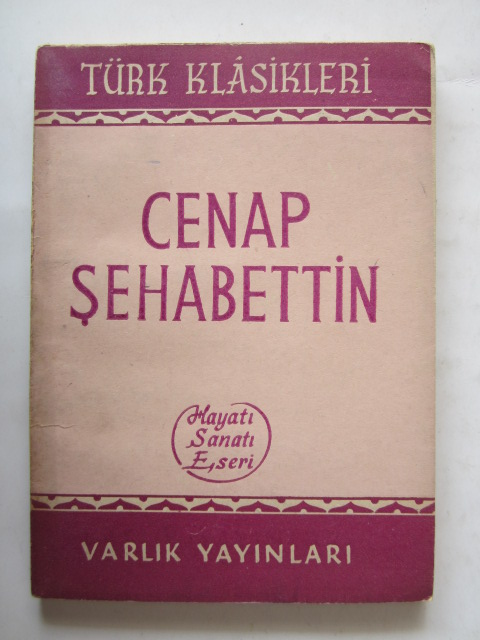 TÜRK KLÂSİKLERİ
CENAP
ŞEHABETTİN
Hayatı
Sanatı
Eseri
VARLIK YAYINLARI